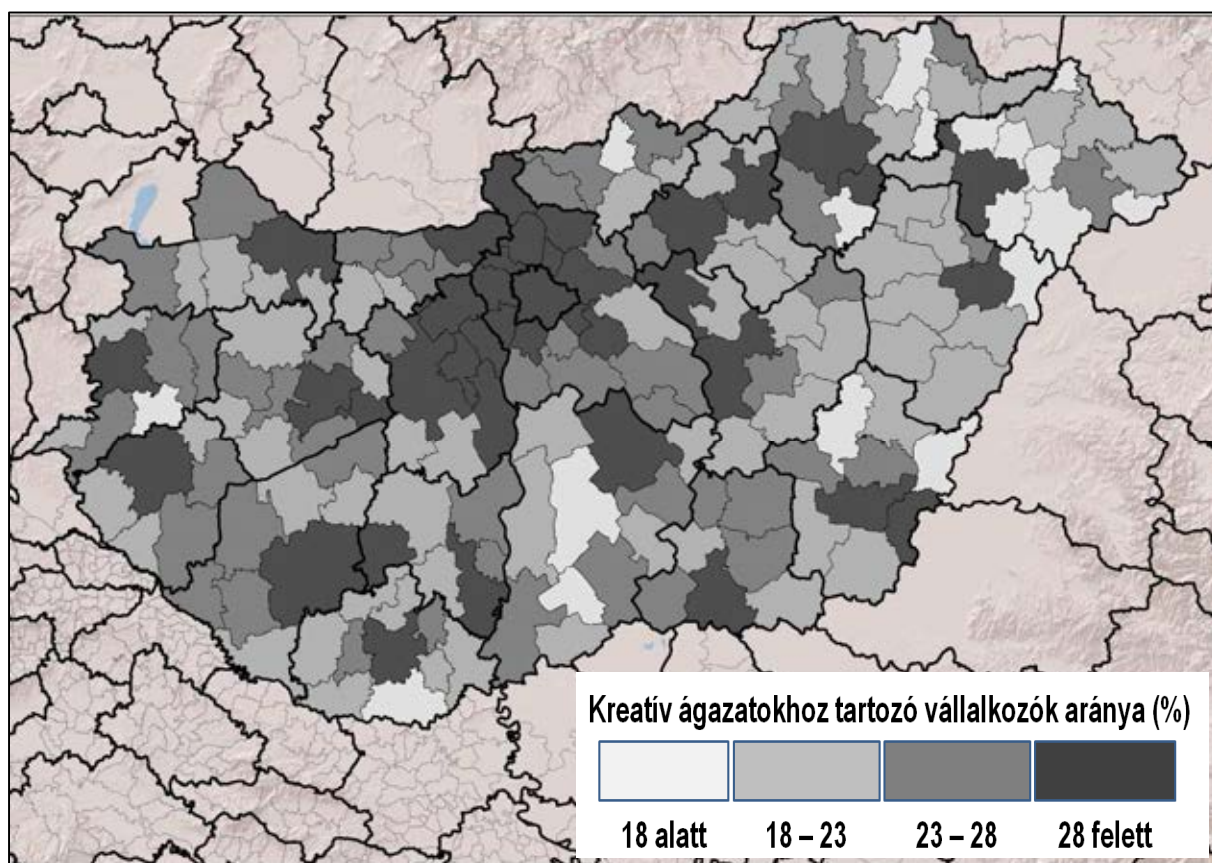 Kreatív ágazatokhoz tartozó vállalkozók aránya (%)
18 alatt 18 – 23 23 – 28 28 felett